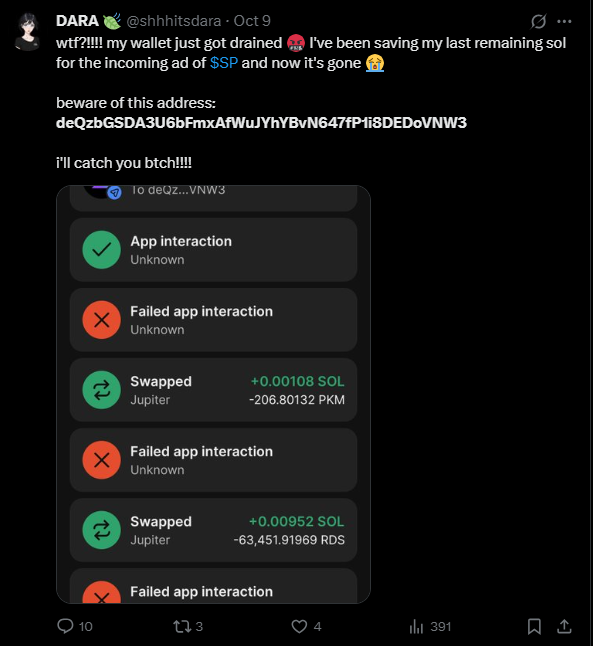 DARA 🍃 @shhhitsdara · Oct 9
wtf?!!!! my wallet just got drained 🤬 I've been saving my last remaining sol
for the incoming ad of $SP and now it's gone 😭
beware of this address:
deQzbGSDA3U6bFmxAfWuJYhYBvN647fP1i8DEDoVNW3
i'll catch you btch!!!!
To deQz...VNW3
App interaction
Unknown
Failed app interaction
Unknown
Swapped +0.00108 SOL
Jupiter -206.80132 PKM
Failed app interaction
Unknown
Swapped +0.00952 SOL
Jupiter -63,451.91969 RDS
Failed app interaction
10 3 4 391